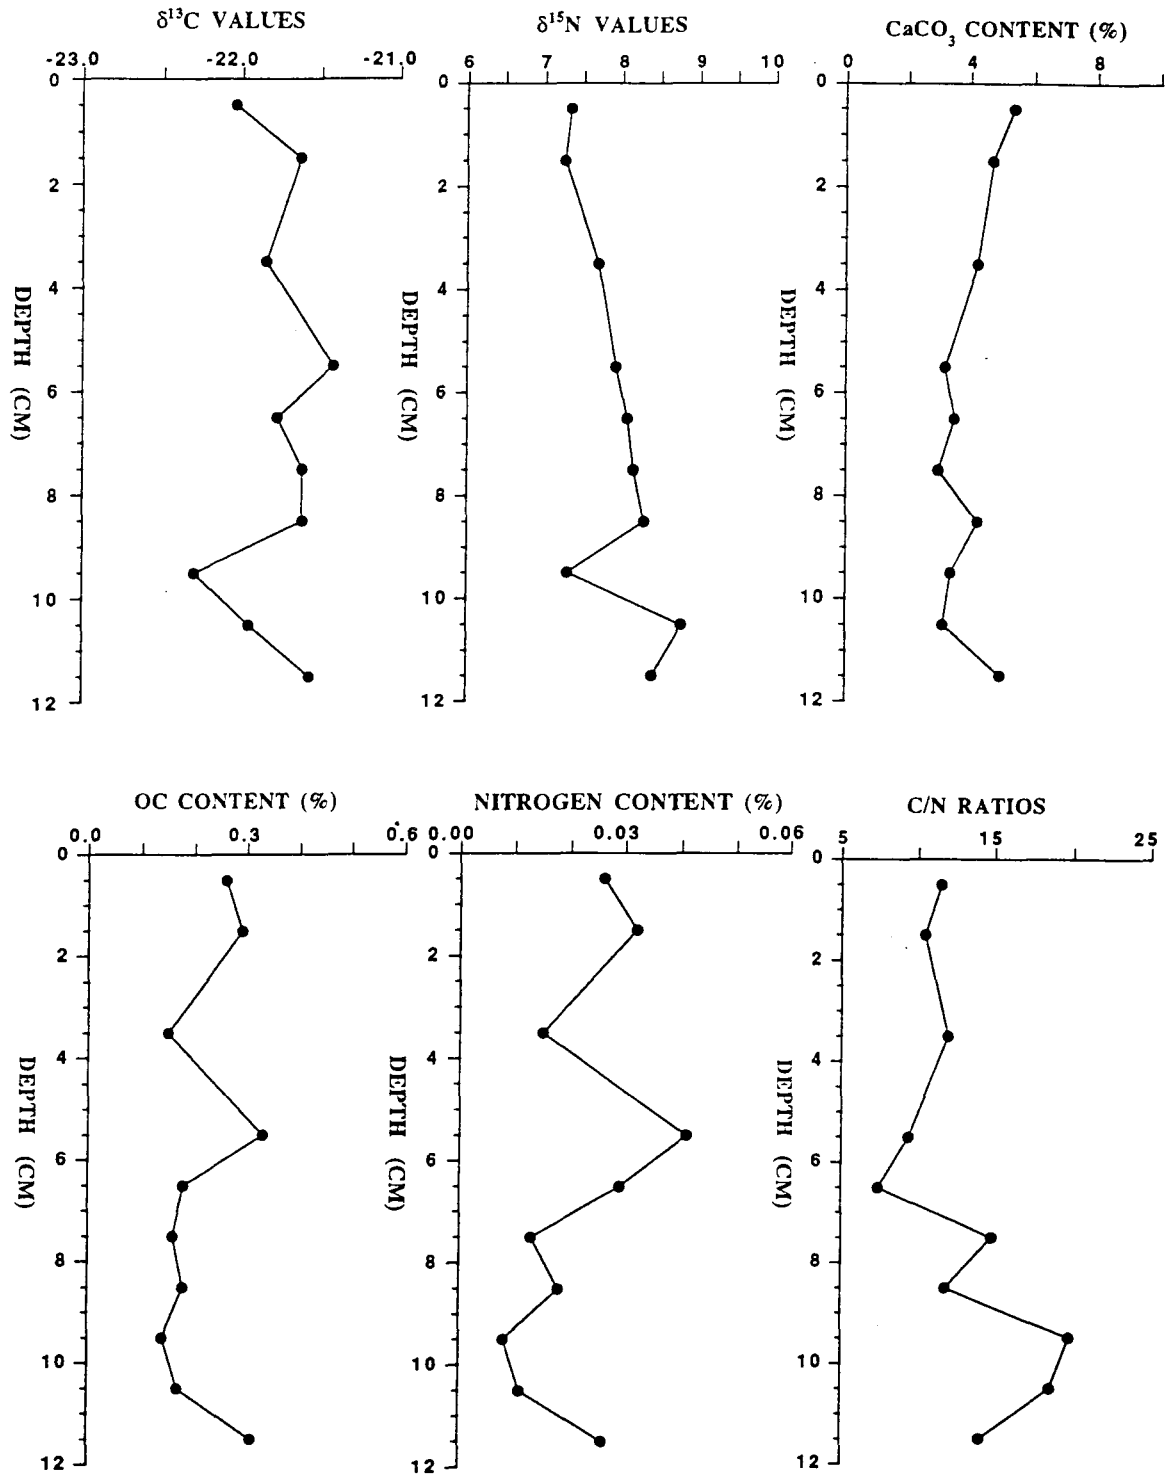 δ¹³C VALUES
-23.0 -22.0 -21.0
0
2
4
6
8
10
12
DEPTH (CM)
δ¹⁵N VALUES
6 7 8 9 10
0
2
4
6
8
10
12
DEPTH (CM)
CaCO₃ CONTENT (%)
0 4 8
0
2
4
6
8
10
12
DEPTH (CM)
OC CONTENT (%)
0.0 0.3 0.6
0
2
4
6
8
10
12
DEPTH (CM)
NITROGEN CONTENT (%)
0.00 0.03 0.06
0
2
4
6
8
10
12
DEPTH (CM)
C/N RATIOS
5 15 25
0
2
4
6
8
10
12
DEPTH (CM)